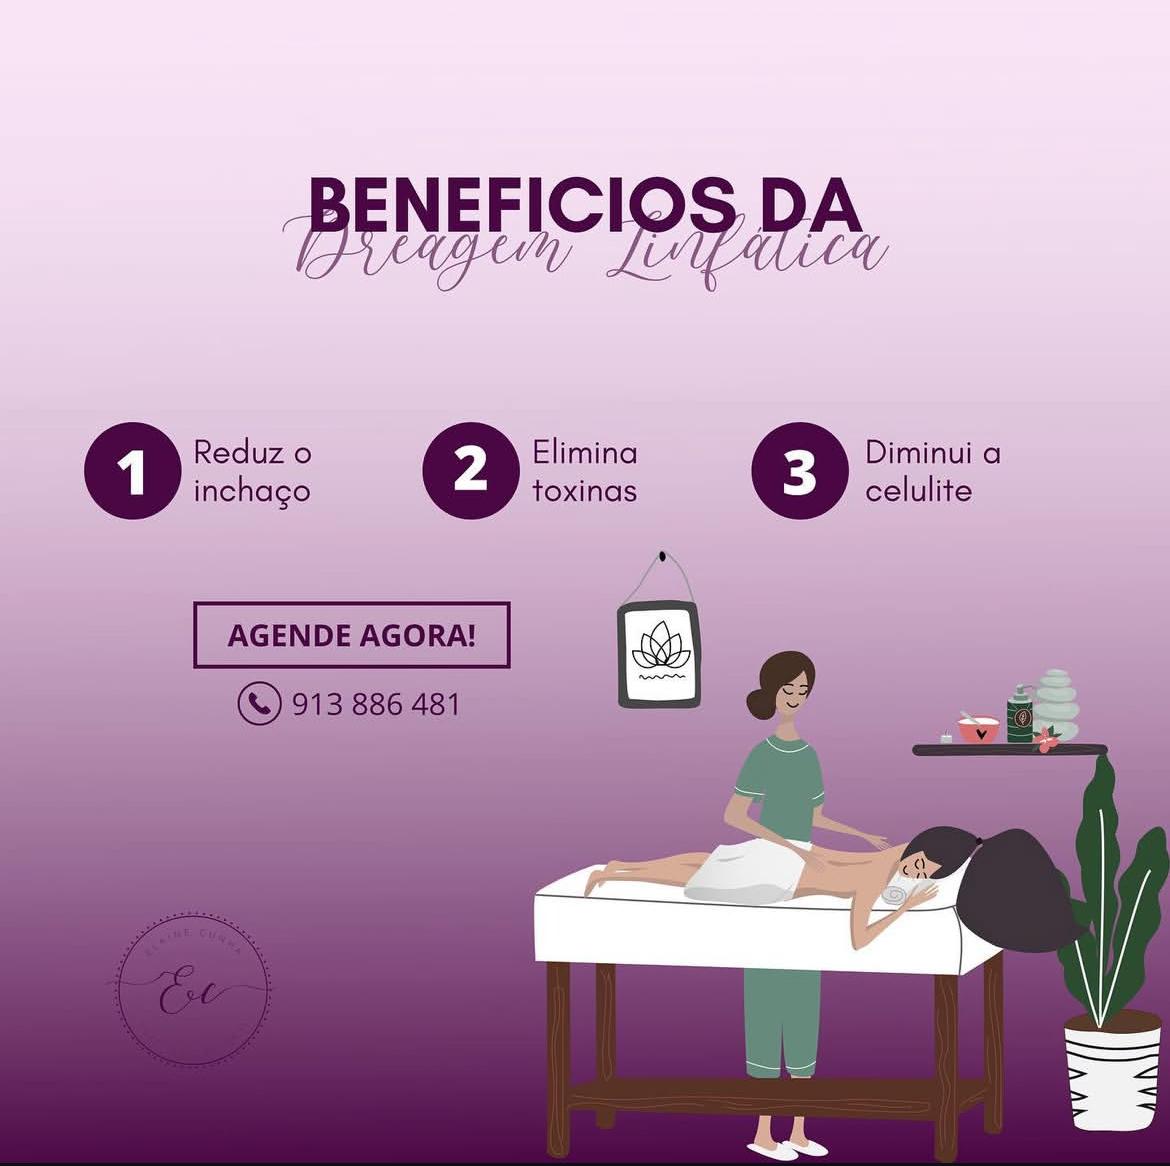 BENEFICIOS DA
Dreagem Linfática
1 Reduz o
inchaço
2 Elimina
toxinas
3 Diminui a
celulite
AGENDE AGORA!
913 886 481
ELAINE CUNHA
Ec